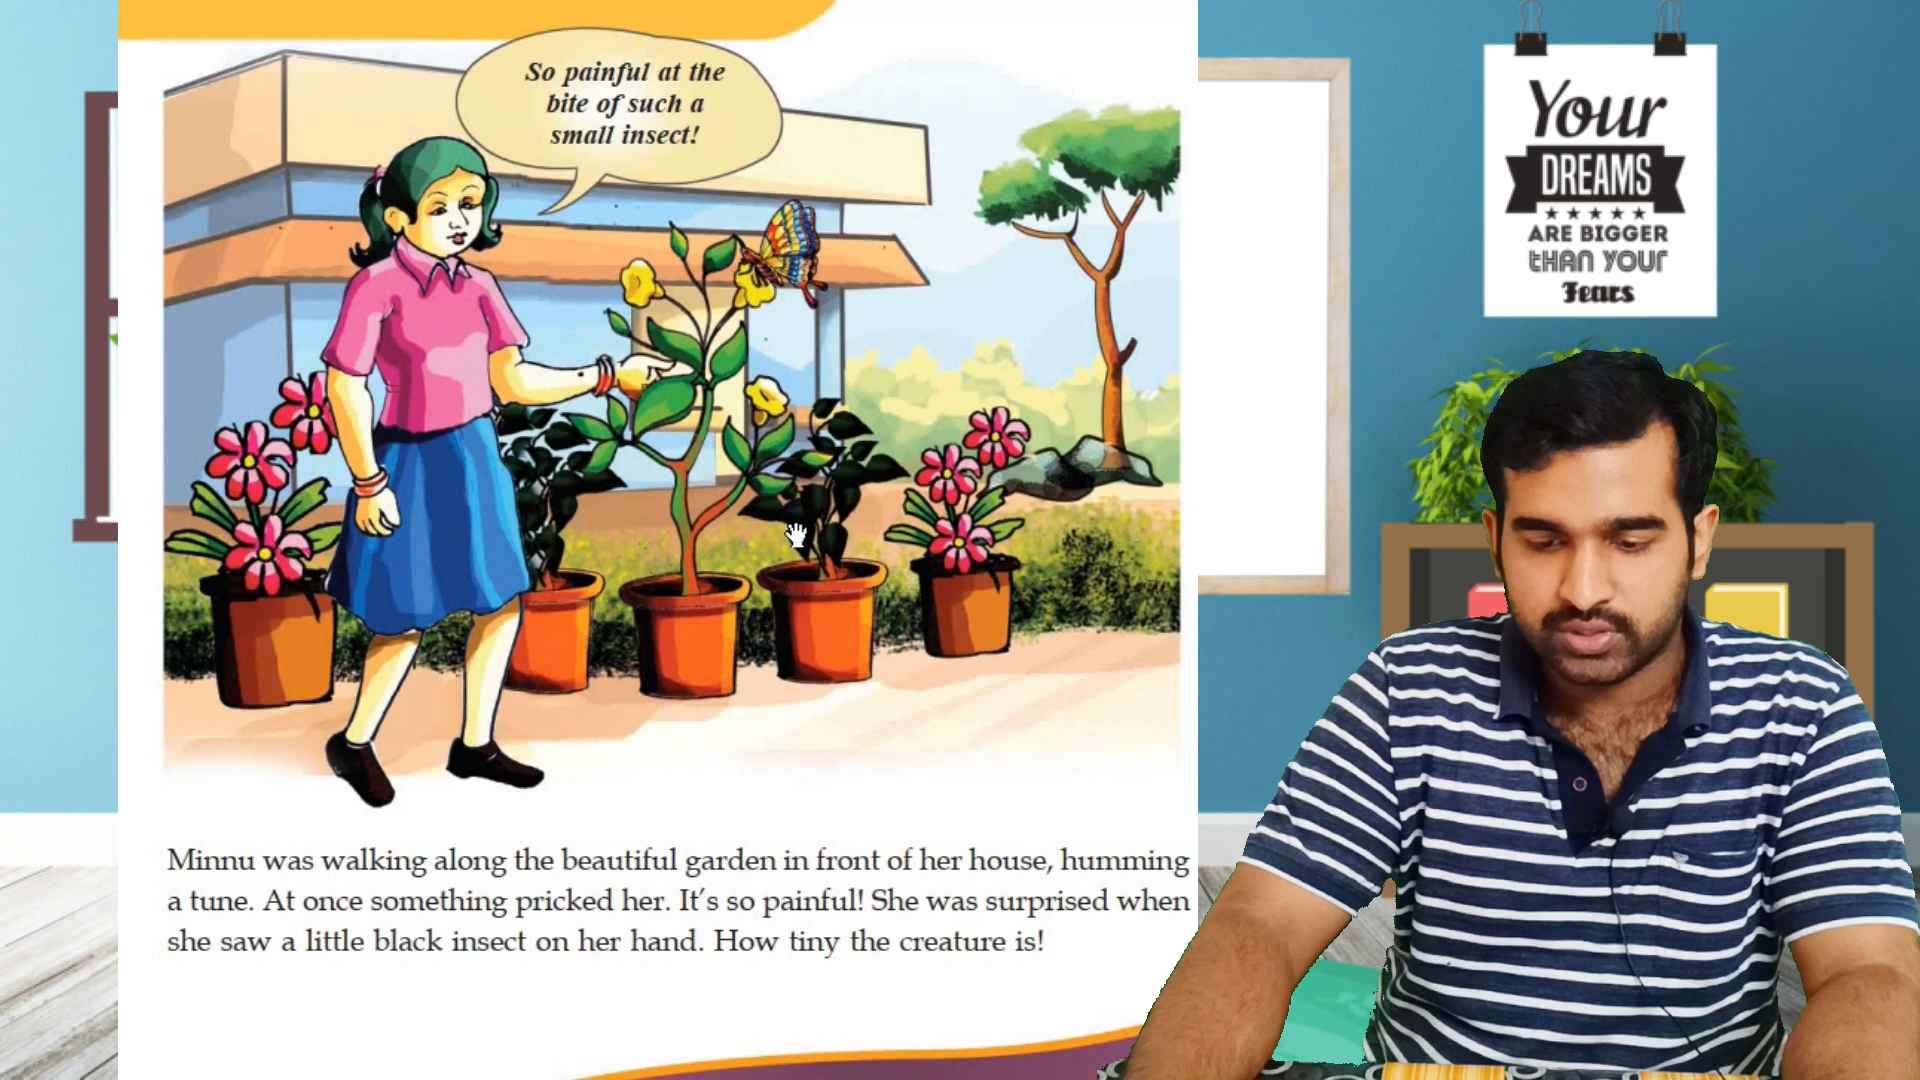 So painful at the
bite of such a
small insect!
Your
DREAMS
ARE BIGGER
THAN YOUR
Fears
Minnu was walking along the beautiful garden in front of her house, humming
a tune. At once something pricked her. It's so painful! She was surprised when
she saw a little black insect on her hand. How tiny the creature is!